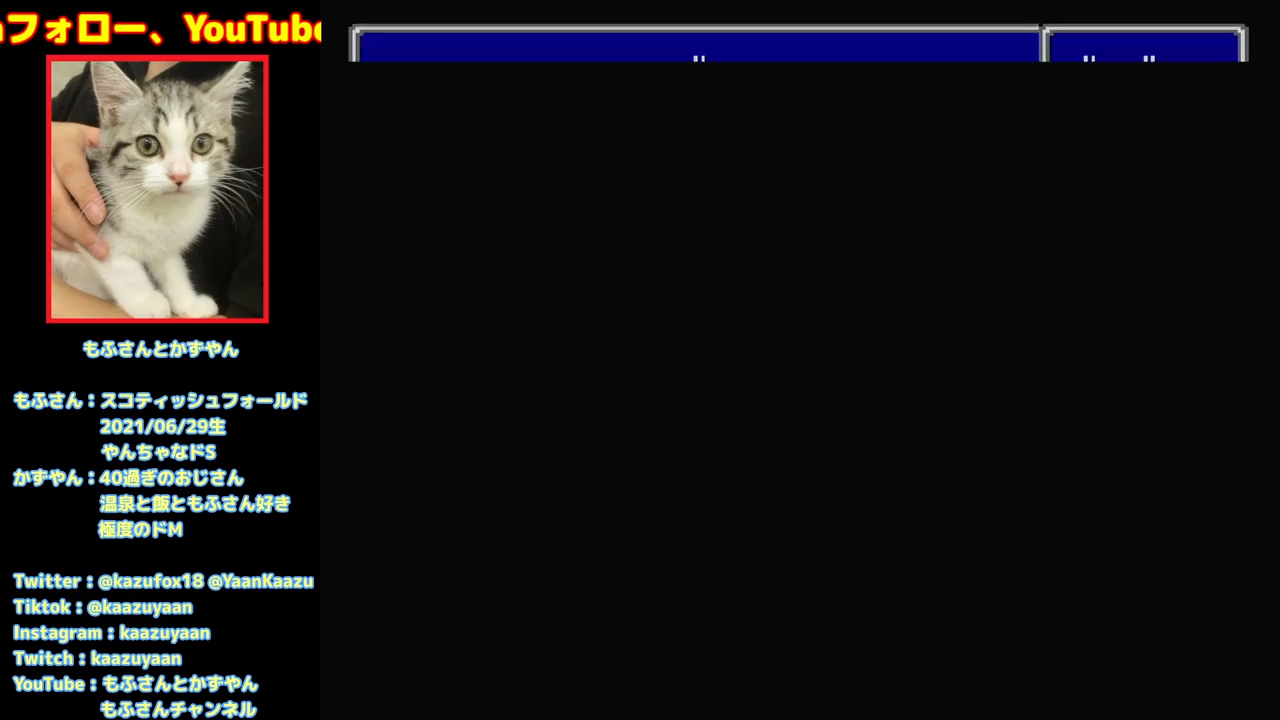 フォロー、YouTube
もふさんとかずやん
もふさん：スコティッシュフォールド
2021/06/29生
やんちゃなドS
かずやん：40過ぎのおじさん
温泉と飯ともふさん好き
極度のドM
Twitter：@kazufox18 @YaanKaazu
Tiktok：@kaazuyaan
Instagram：kaazuyaan
Twitch：kaazuyaan
YouTube：もふさんとかずやん
もふさんチャンネル